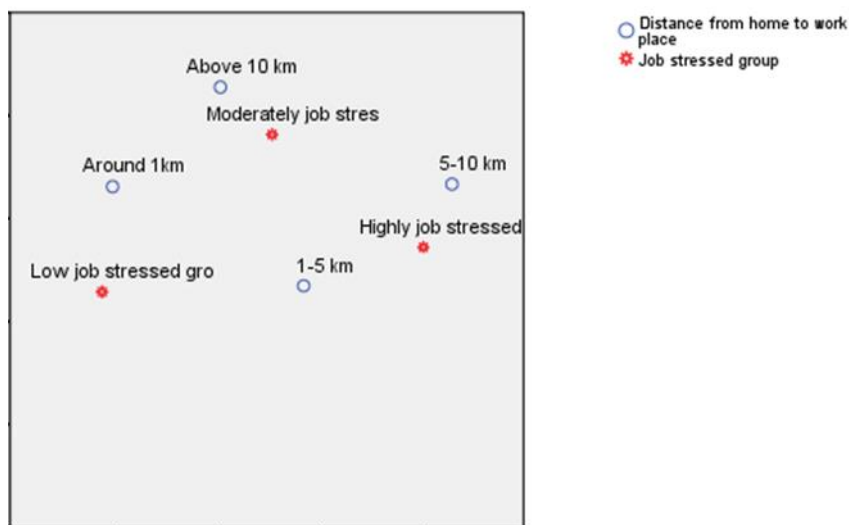 Distance from home to work
place
Job stressed group
Above 10 km
Moderately job stres
Around 1km
5-10 km
Highly job stressed
1-5 km
Low job stressed gro